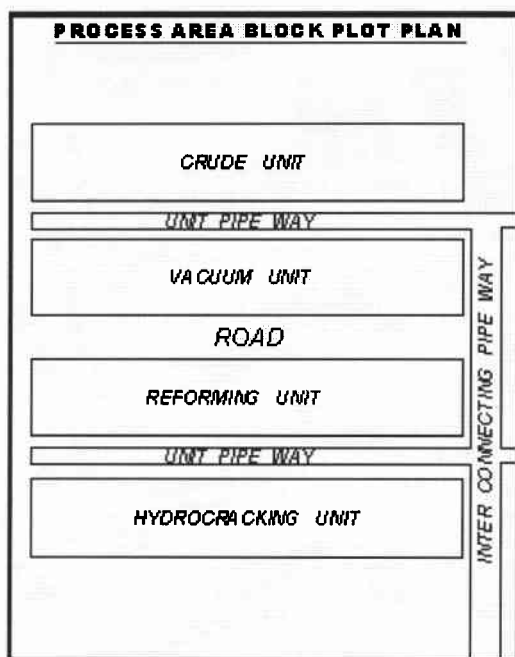 PROCESS AREA BLOCK PLOT PLAN
CRUDE UNIT
UNIT PIPE WAY
VACUUM UNIT
ROAD
REFORMING UNIT
UNIT PIPE WAY
HYDROCRACKING UNIT
INTER CONNECTING PIPE WAY